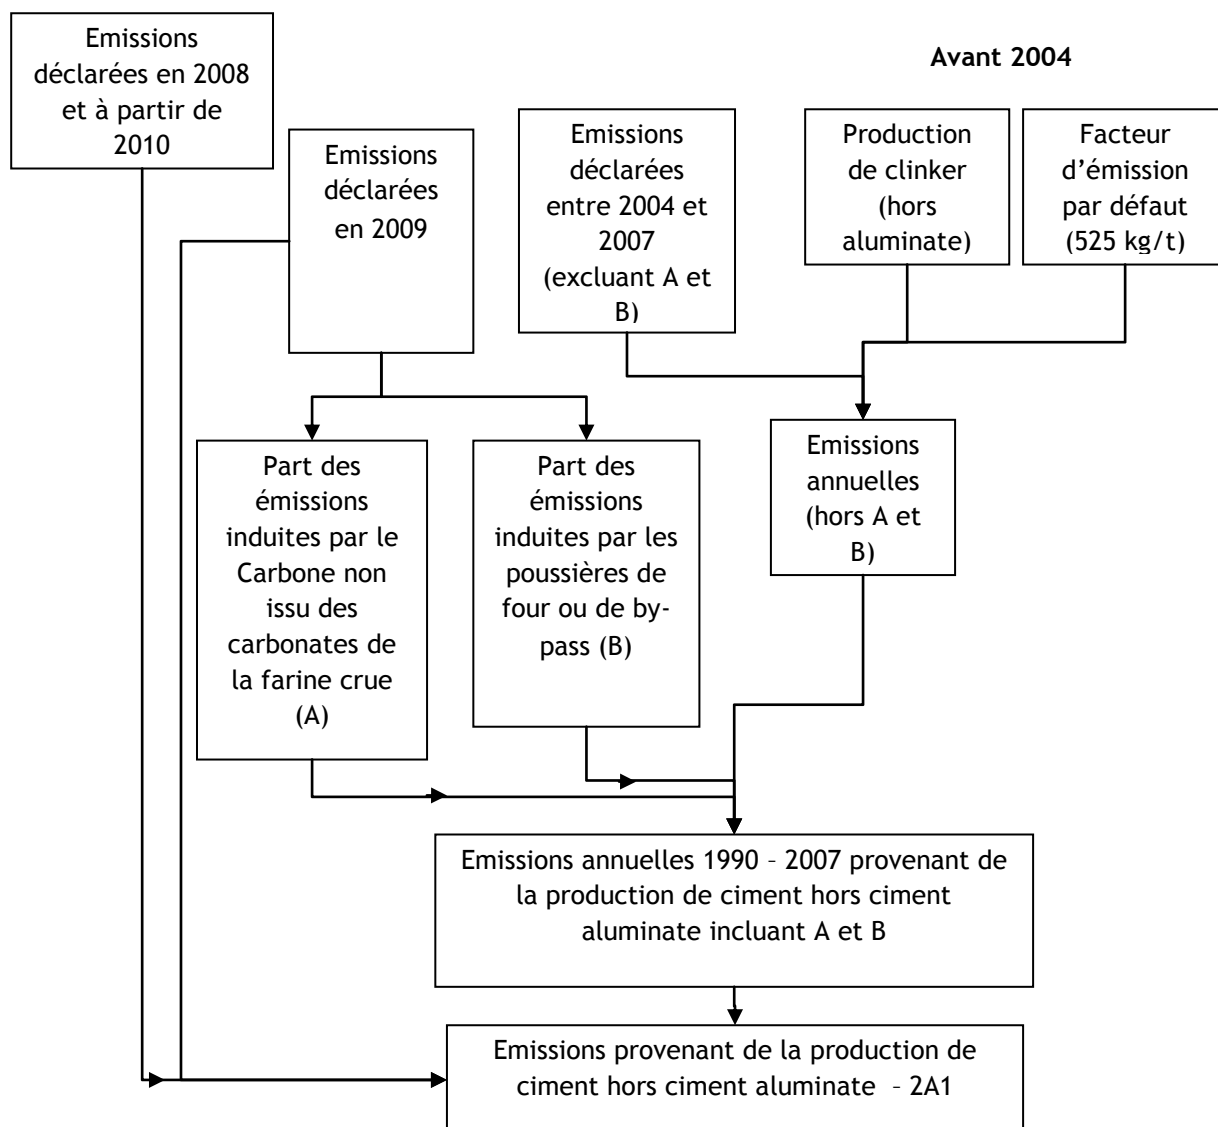 Emissions
déclarées en 2008
et à partir de
2010
Avant 2004
Emissions
déclarées
en 2009
Emissions
déclarées
entre 2004 et
2007
(excluant A et
B)
Production
de clinker
(hors
aluminate)
Facteur
d’émission
par défaut
(525 kg/t)
Part des
émissions
induites par le
Carbone non
issu des
carbonates de
la farine crue
(A)
Part des
émissions
induites par les
poussières de
four ou de by-
pass (B)
Emissions
annuelles
(hors A et
B)
Emissions annuelles 1990 – 2007 provenant de
la production de ciment hors ciment
aluminate incluant A et B
Emissions provenant de la production de
ciment hors ciment aluminate – 2A1